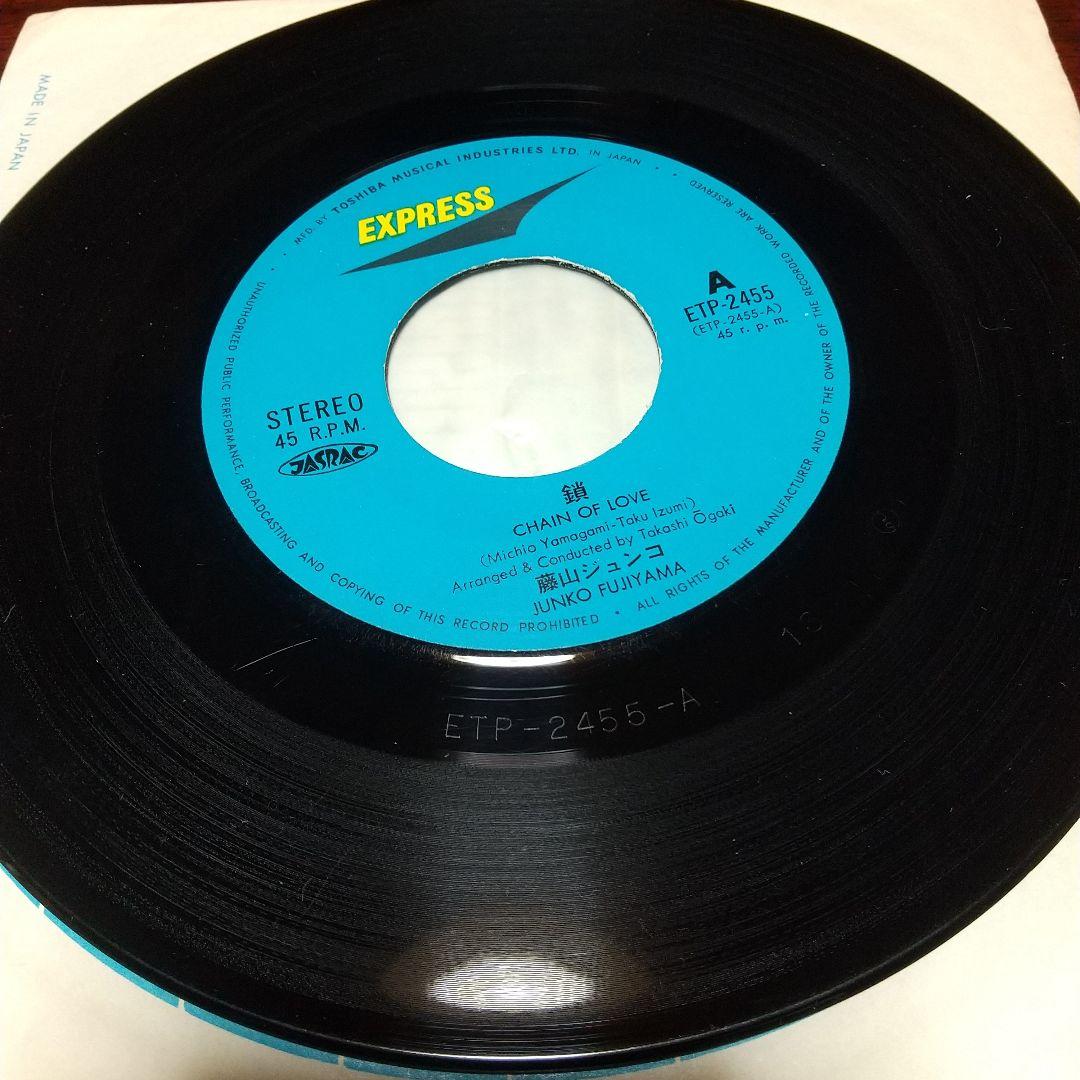 MADE IN JAPAN
MFD. BY TOSHIBA MUSICAL INDUSTRIES LTD. IN JAPAN
EXPRESS
A
ETP-2455
(ETP-2455-A)
45 r. p. m.
STEREO
45 R.P.M.
JASRAC
鎖
CHAIN OF LOVE
(Michio Yamagami-Taku Izumi)
Arranged & Conducted by Takashi Ōgaki
藤山ジュンコ
JUNKO FUJIYAMA
UNAUTHORIZED PUBLIC PERFORMANCE, BROADCASTING AND COPYING OF THIS RECORD PROHIBITED • ALL RIGHTS OF THE MANUFACTURER AND OF THE OWNER OF THE RECORDED WORK ARE RESERVED
ETP-2455-A